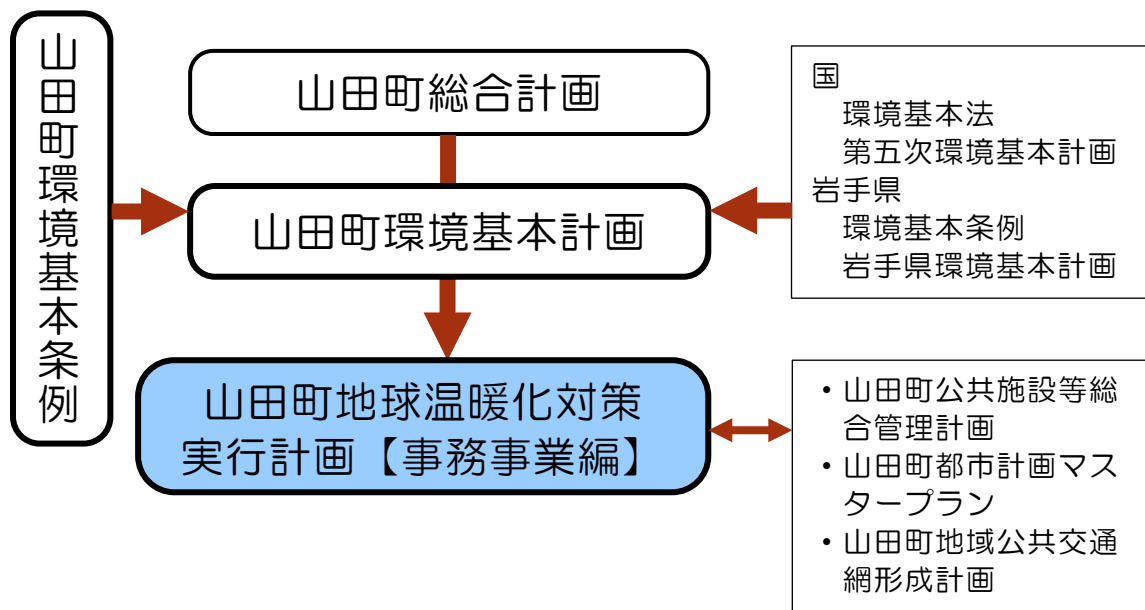 山田町環境基本条例
山田町総合計画
山田町環境基本計画
山田町地球温暖化対策
実行計画【事務事業編】
国
環境基本法
第五次環境基本計画
岩手県
環境基本条例
岩手県環境基本計画
・山田町公共施設等総
合管理計画
・山田町都市計画マス
タープラン
・山田町地域公共交通
網形成計画